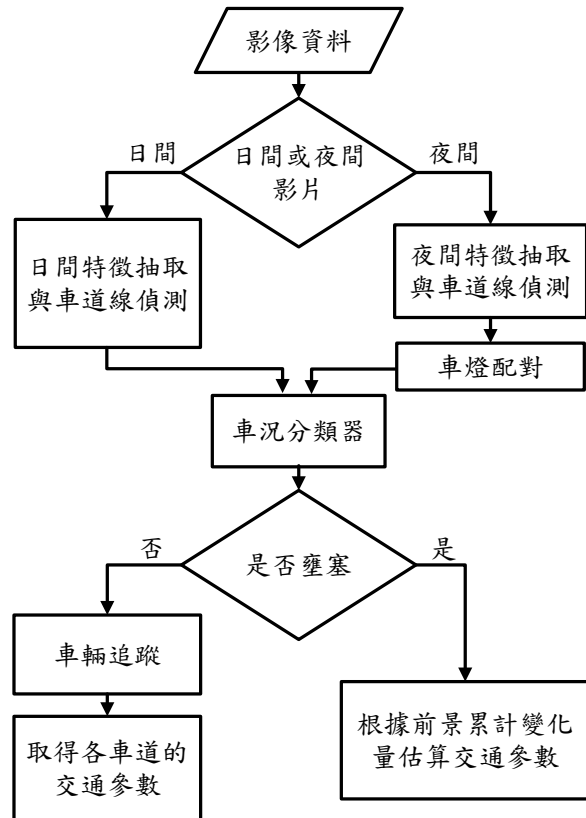 影像資料
日間
日間或夜間
影片
夜間
日間特徵抽取
與車道線偵測
夜間特徵抽取
與車道線偵測
車燈配對
車況分類器
否
是否壅塞
是
車輛追蹤
取得各車道的
交通參數
根據前景累計變化
量估算交通參數